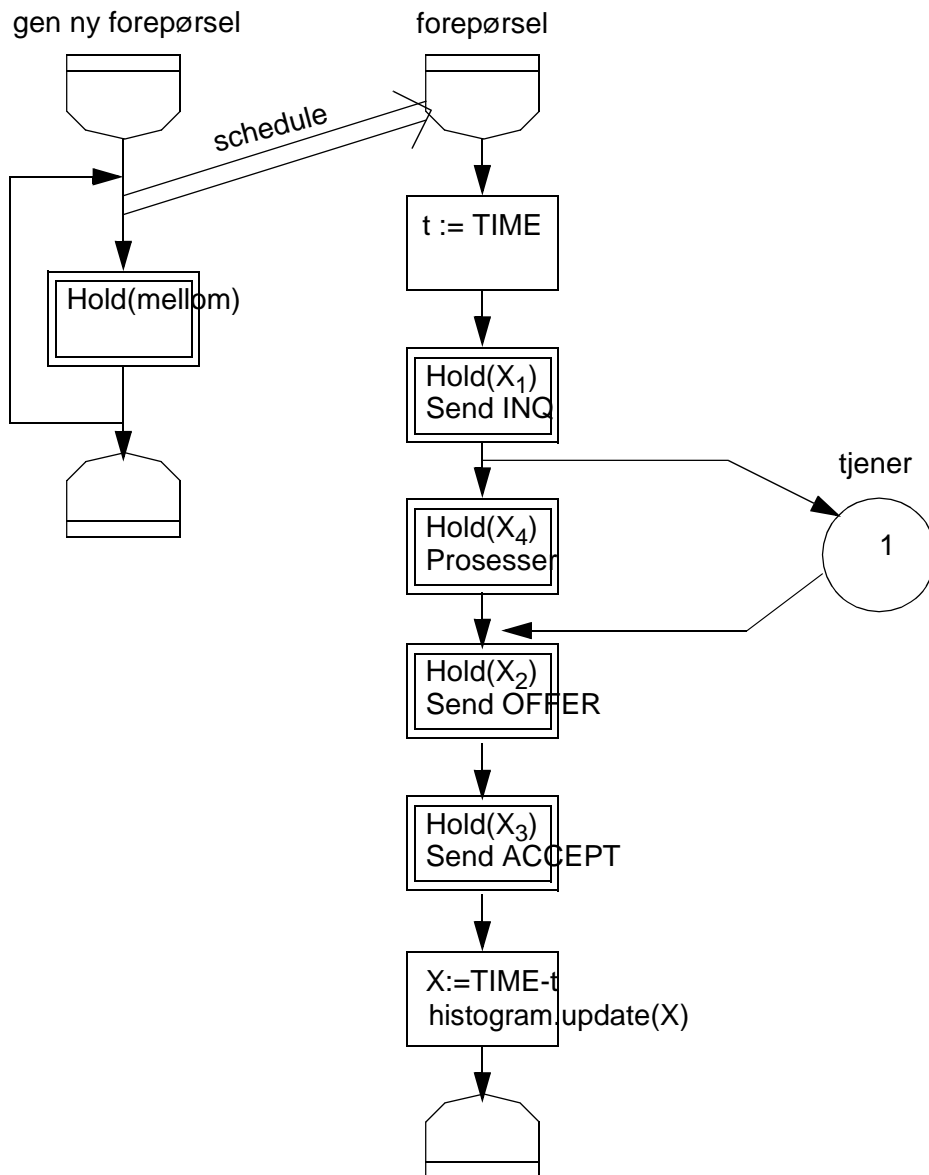 gen ny forepørsel
forepørsel
schedule
t := TIME
Hold(mellom)
Hold(X1)
Send INQ
tjener
1
Hold(X4)
Prosesser
Hold(X2)
Send OFFER
Hold(X3)
Send ACCEPT
X:=TIME-t
histogram.update(X)